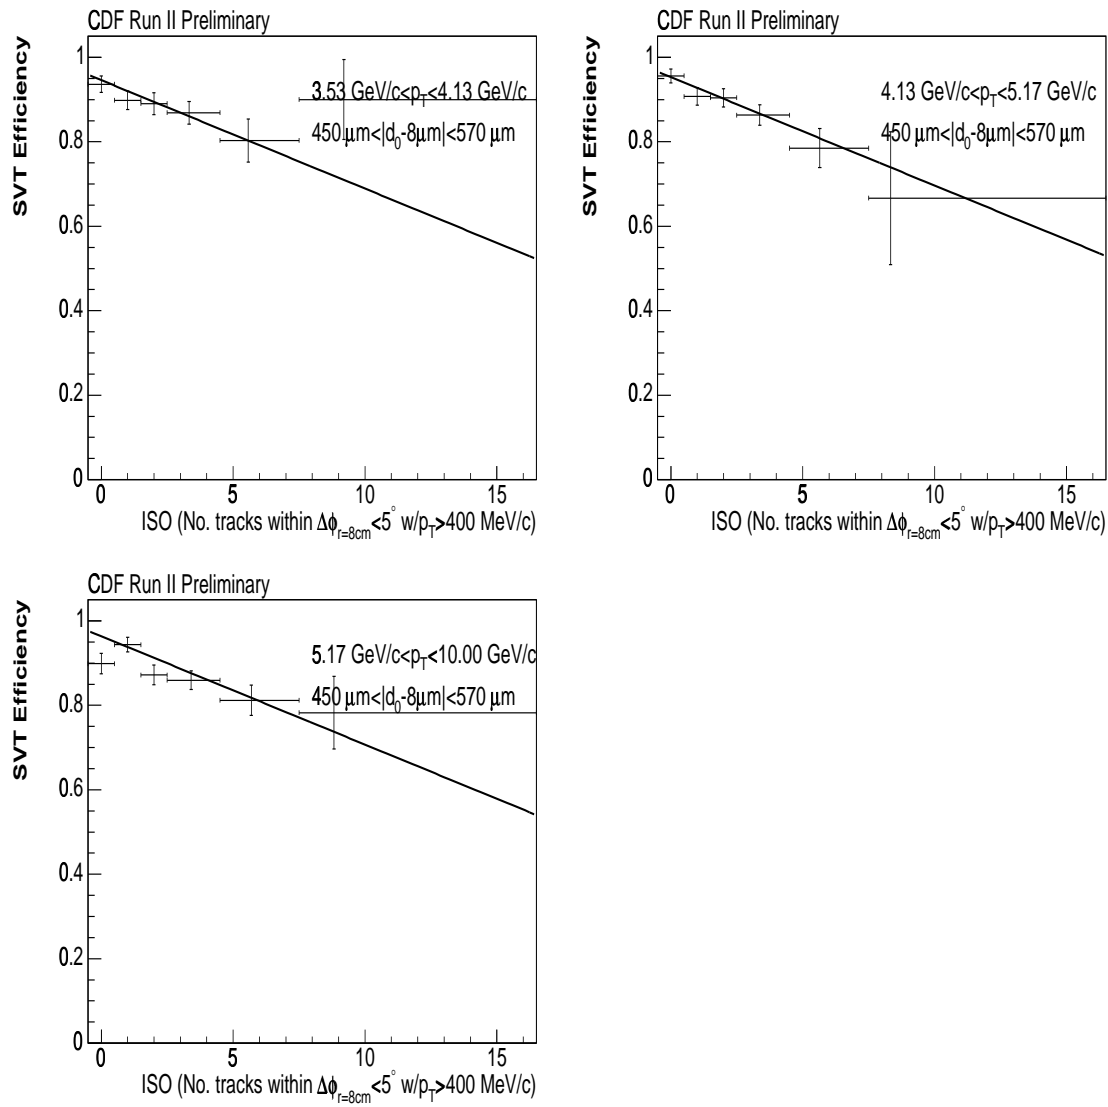 CDF Run II Preliminary
SVT Efficiency
1
0.8
0.6
0.4
0.2
0
3.53 GeV/c<p_T<4.13 GeV/c
450 μm<|d_0-8μm|<570 μm
0 5 10 15
ISO (No. tracks within Δϕ_r=8cm<5° w/p_T>400 MeV/c)
CDF Run II Preliminary
SVT Efficiency
1
0.8
0.6
0.4
0.2
0
4.13 GeV/c<p_T<5.17 GeV/c
450 μm<|d_0-8μm|<570 μm
0 5 10 15
ISO (No. tracks within Δϕ_r=8cm<5° w/p_T>400 MeV/c)
CDF Run II Preliminary
SVT Efficiency
1
0.8
0.6
0.4
0.2
0
5.17 GeV/c<p_T<10.00 GeV/c
450 μm<|d_0-8μm|<570 μm
0 5 10 15
ISO (No. tracks within Δϕ_r=8cm<5° w/p_T>400 MeV/c)